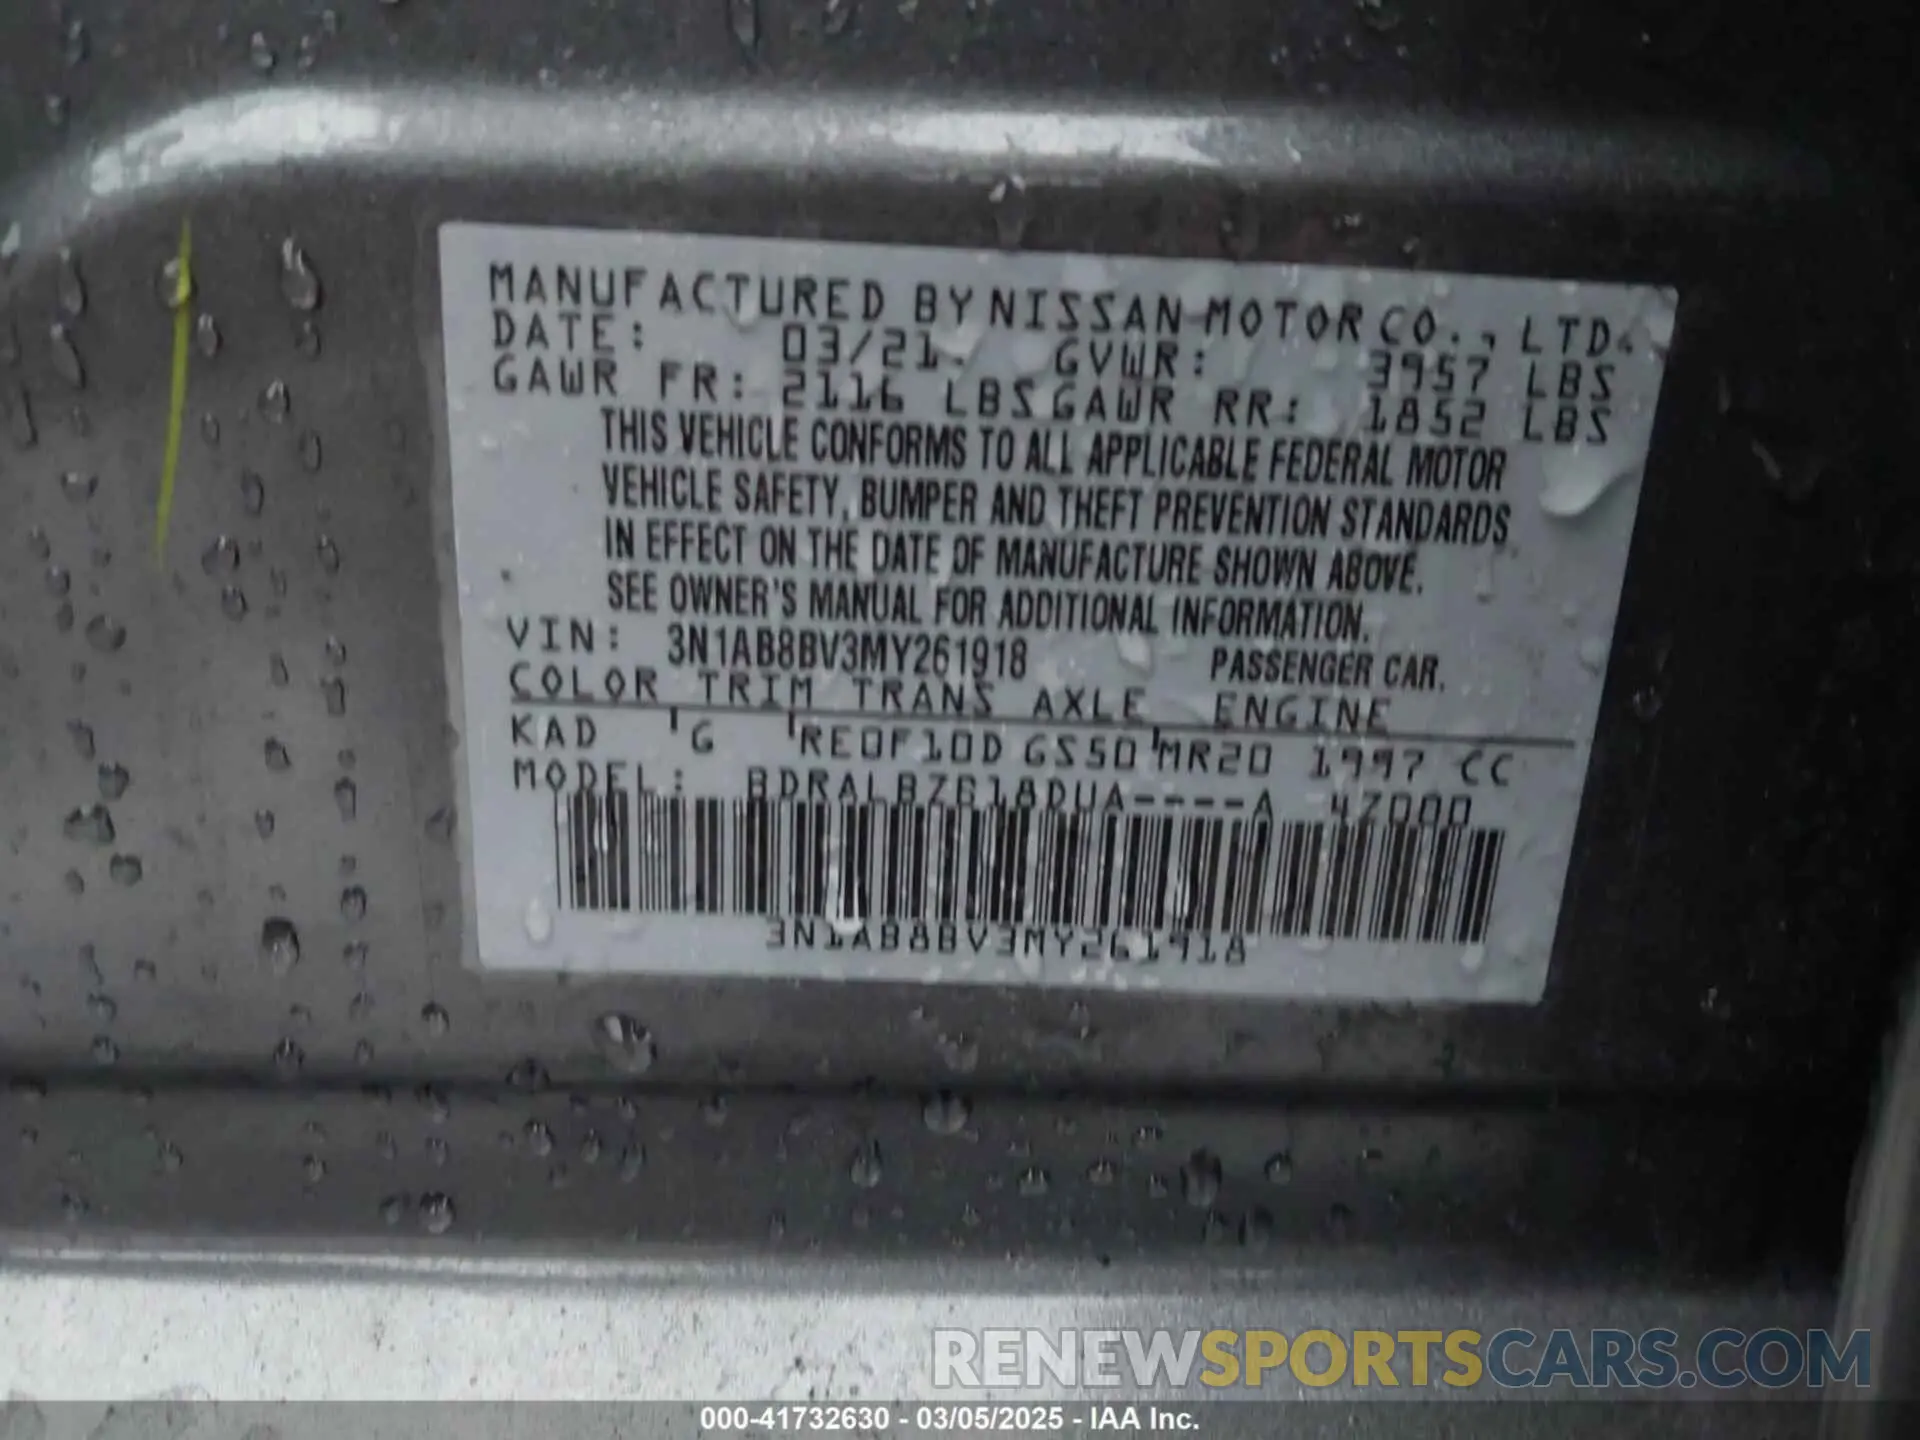 MANUFACTURED BY NISSAN MOTOR CO., LTD.
DATE: 03/21 GVWR: 3957 LBS
GAWR FR: 2116 LBS GAWR RR: 1852 LBS
THIS VEHICLE CONFORMS TO ALL APPLICABLE FEDERAL MOTOR
VEHICLE SAFETY, BUMPER AND THEFT PREVENTION STANDARDS
IN EFFECT ON THE DATE OF MANUFACTURE SHOWN ABOVE.
SEE OWNER'S MANUAL FOR ADDITIONAL INFORMATION.
VIN: 3N1AB8BV3MY261918 PASSENGER CAR.
COLOR TRIM TRANS AXLE ENGINE
KAD G RE0F10D GS50 MR20 1997 CC
MODEL:
3N1AB8BV3MY261918
RENEWSPORTSCARS.COM
000-41732630 - 03/05/2025 - IAA Inc.